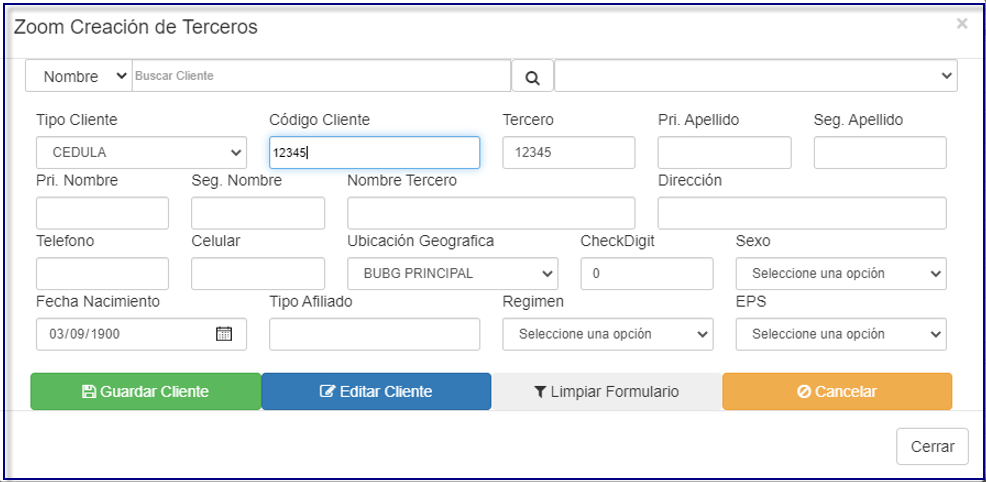 Zoom Creación de Terceros ×
Nombre Buscar Cliente
Tipo Cliente Código Cliente Tercero Pri. Apellido Seg. Apellido
CEDULA 12345 12345
Pri. Nombre Seg. Nombre Nombre Tercero Dirección
Telefono Celular Ubicación Geografica CheckDigit Sexo
BUBG PRINCIPAL 0 Seleccione una opción
Fecha Nacimiento Tipo Afiliado Regimen EPS
03/09/1900 Seleccione una opción Seleccione una opción
Guardar Cliente Editar Cliente Limpiar Formulario Cancelar
Cerrar